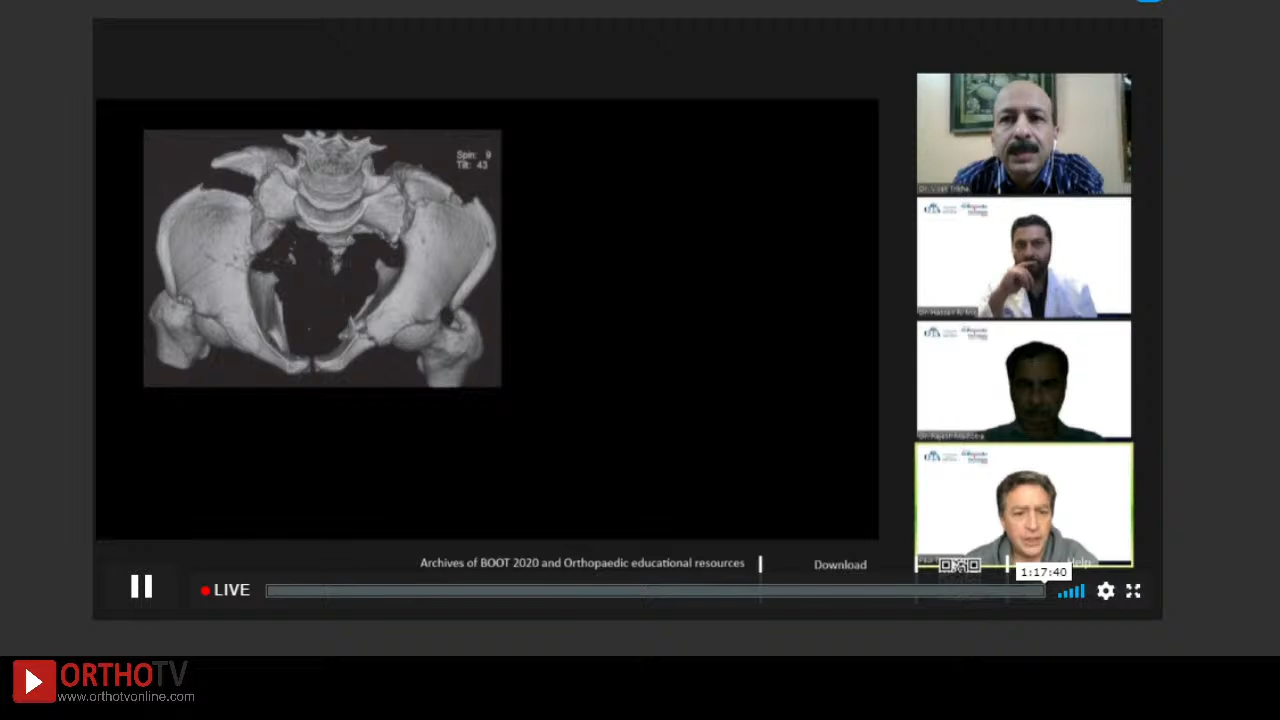 Spin: 9
Tilt: 43
Archives of BOOT 2020 and Orthopaedic educational resources
Download
Help
1:17:40
LIVE
ORTHOTV
www.orthotvonline.com